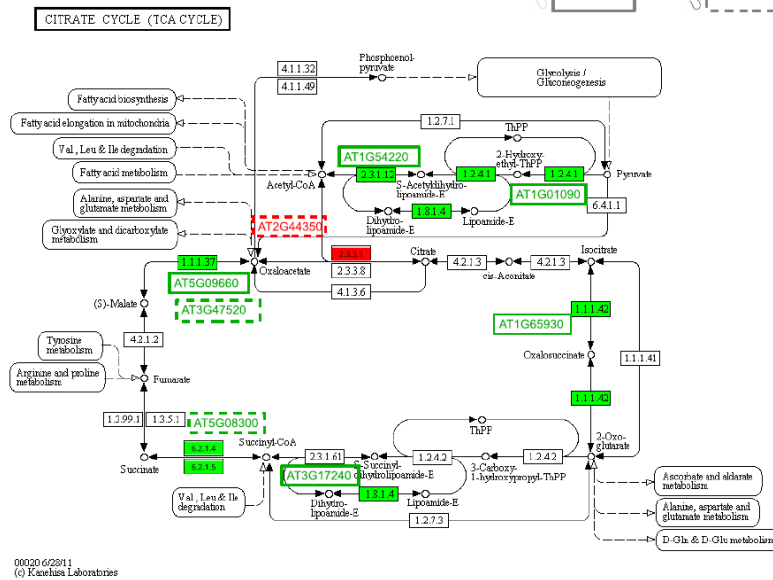 CITRATE CYCLE (TCA CYCLE)
Phosphoenol-
pyruvate
4.1.1.32
4.1.1.49
Glycolysis /
Gluconeogenesis
Fatty acid biosynthesis
Fatty acid elongation in mitochondria
Val, Leu & Ile degradation
Fatty acid metabolism
Alanine, aspartate and
glutamate metabolism
Glyoxylate and dicarboxylate
metabolism
1.2.7.1
ThPP
AT1G54220
2-Hydroxy-
ethyl-ThPP
Acetyl-CoA
2.3.1.12
S-Acetyldihydro-
lipoamide-E
1.2.4.1
1.2.4.1
Pyruvate
AT1G01090
6.4.1.1
Dihydro-
lipoamide-E
1.8.1.4
Lipoamide-E
AT2G44350
1.1.1.37
Oxaloacetate
2.3.3.1
2.3.3.8
4.1.3.6
Citrate
4.2.1.3
cis-Aconitate
4.2.1.3
Isocitrate
AT5G09660
AT3G47520
(S)-Malate
1.1.1.42
AT1G65930
4.2.1.2
Tyrosine
metabolism
Oxalosuccinate
1.1.1.41
Arginine and proline
metabolism
Fumarate
1.1.1.42
1.3.99.1
1.3.5.1
AT5G08300
ThPP
Succinyl-CoA
2-Oxo-
glutarate
6.2.1.4
6.2.1.5
Succinate
2.3.1.61
S-Succinyl-
dihydrolipoamide-E
1.2.4.2
3-Carboxy-
1-hydroxypropyl-ThPP
1.2.4.2
AT3G17240
Val, Leu & Ile
degradation
Dihydro-
lipoamide-E
1.8.1.4
Lipoamide-E
1.2.7.3
Ascorbate and aldarate
metabolism
Alanine, aspartate and
glutamate metabolism
D-Gln & D-Glu metabolism
00020 6/28/11
(c) Kanehisa Laboratories